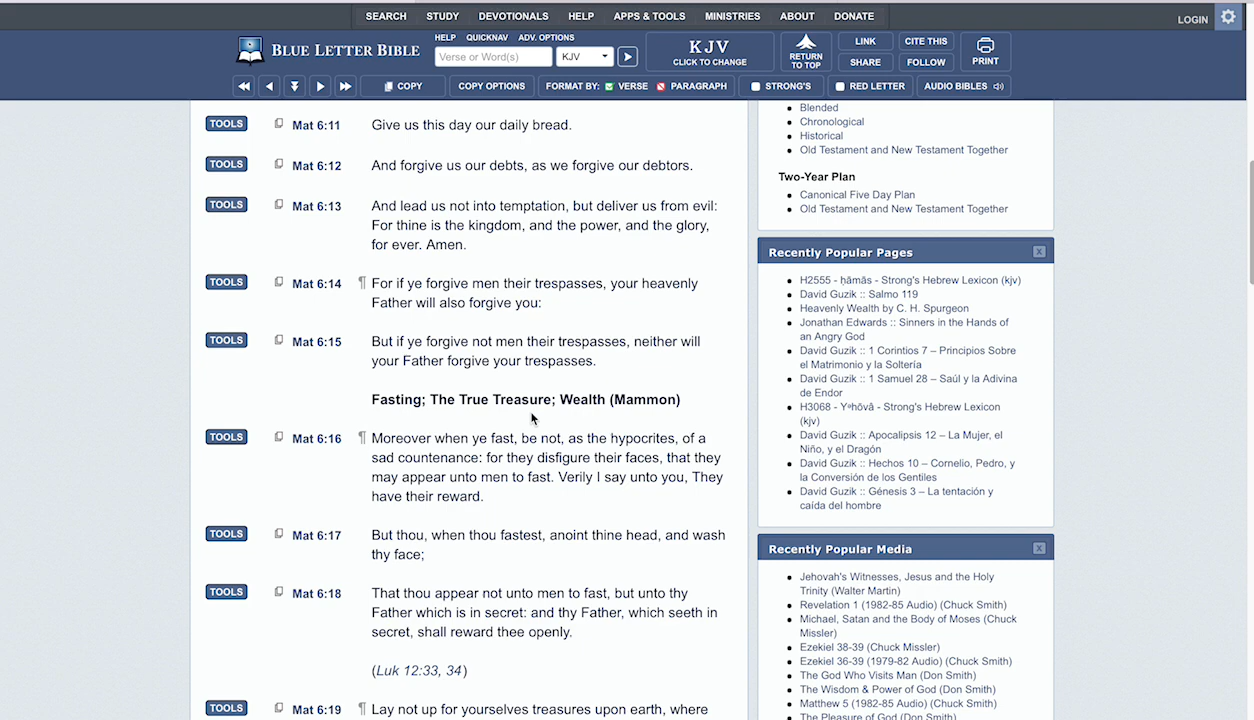 SEARCH STUDY DEVOTIONALS HELP APPS & TOOLS MINISTRIES ABOUT DONATE LOGIN
BLUE LETTER BIBLE
HELP QUICKNAV ADV. OPTIONS
Verse or Word(s) KJV
KJV
CLICK TO CHANGE
RETURN
TO TOP
LINK CITE THIS
SHARE FOLLOW
PRINT
COPY COPY OPTIONS FORMAT BY: VERSE PARAGRAPH STRONG'S RED LETTER AUDIO BIBLES
TOOLS Mat 6:11 Give us this day our daily bread.
TOOLS Mat 6:12 And forgive us our debts, as we forgive our debtors.
TOOLS Mat 6:13 And lead us not into temptation, but deliver us from evil:
For thine is the kingdom, and the power, and the glory,
for ever. Amen.
TOOLS Mat 6:14 ¶ For if ye forgive men their trespasses, your heavenly
Father will also forgive you:
TOOLS Mat 6:15 But if ye forgive not men their trespasses, neither will
your Father forgive your trespasses.
Fasting; The True Treasure; Wealth (Mammon)
TOOLS Mat 6:16 ¶ Moreover when ye fast, be not, as the hypocrites, of a
sad countenance: for they disfigure their faces, that they
may appear unto men to fast. Verily I say unto you, They
have their reward.
TOOLS Mat 6:17 But thou, when thou fastest, anoint thine head, and wash
thy face;
TOOLS Mat 6:18 That thou appear not unto men to fast, but unto thy
Father which is in secret: and thy Father, which seeth in
secret, shall reward thee openly.
(Luk 12:33, 34)
TOOLS Mat 6:19 ¶ Lay not up for yourselves treasures upon earth, where
Blended
Chronological
Historical
Old Testament and New Testament Together
Two-Year Plan
Canonical Five Day Plan
Old Testament and New Testament Together
Recently Popular Pages x
H2555 - ḥāmās - Strong's Hebrew Lexicon (kjv)
David Guzik :: Salmo 119
Heavenly Wealth by C. H. Spurgeon
Jonathan Edwards :: Sinners in the Hands of
an Angry God
David Guzik :: 1 Corintios 7 – Principios Sobre
el Matrimonio y la Soltería
David Guzik :: 1 Samuel 28 – Saúl y la Adivina
de Endor
H3068 - Yᵊhōvâ - Strong's Hebrew Lexicon
(kjv)
David Guzik :: Apocalipsis 12 – La Mujer, el
Niño, y el Dragón
David Guzik :: Hechos 10 – Cornelio, Pedro, y
la Conversión de los Gentiles
David Guzik :: Génesis 3 – La tentación y
caída del hombre
Recently Popular Media x
Jehovah's Witnesses, Jesus and the Holy
Trinity (Walter Martin)
Revelation 1 (1982-85 Audio) (Chuck Smith)
Michael, Satan and the Body of Moses (Chuck
Missler)
Ezekiel 38-39 (Chuck Missler)
Ezekiel 36-39 (1979-82 Audio) (Chuck Smith)
The God Who Visits Man (Don Smith)
The Wisdom & Power of God (Don Smith)
Matthew 5 (1982-85 Audio) (Chuck Smith)
The Pleasure of God (Don Smith)